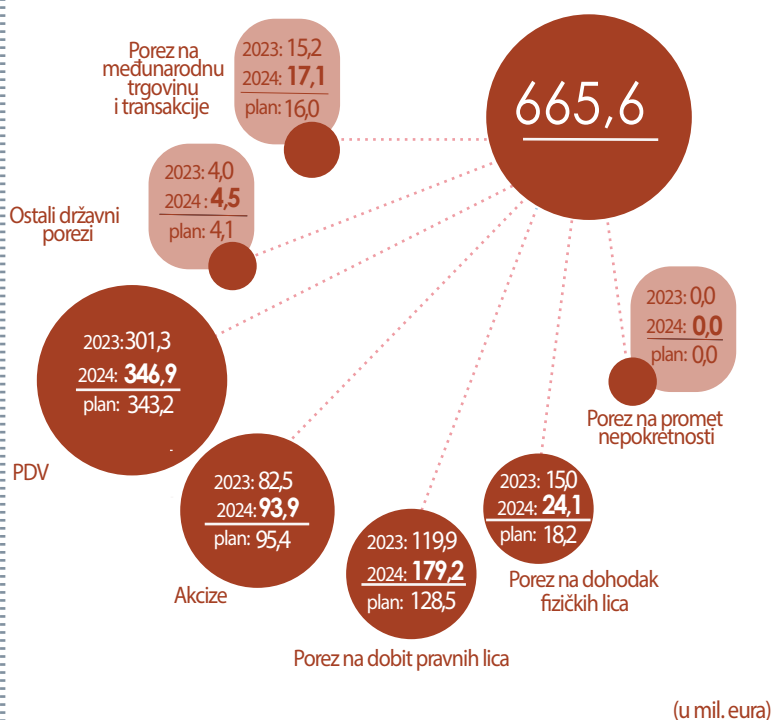 665,6
Porez na
međunarodnu
trgovinu
i transakcije
2023: 15,2
2024: 17,1
plan: 16,0
Ostali državni
porezi
2023: 4,0
2024 : 4,5
plan: 4,1
2023:301,3
2024: 346,9
plan: 343,2
PDV
2023: 82,5
2024: 93,9
plan: 95,4
Akcize
2023: 119,9
2024: 179,2
plan: 128,5
Porez na dobit pravnih lica
2023: 15,0
2024: 24,1
plan: 18,2
Porez na dohodak
fizičkih lica
2023: 0,0
2024: 0,0
plan: 0,0
Porez na promet
nepokretnosti
(u mil. eura)